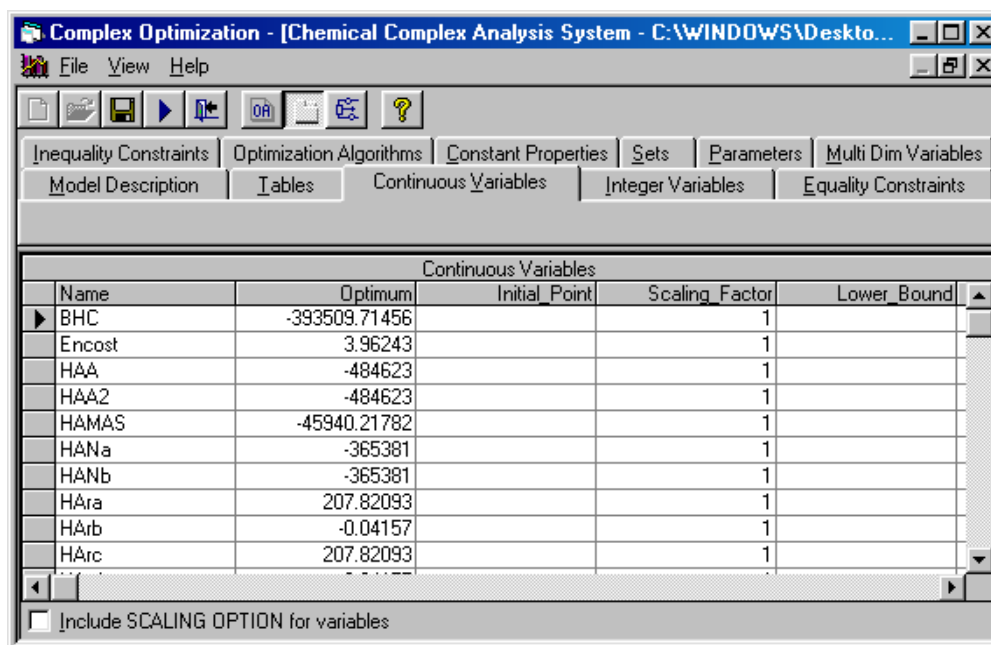 Complex Optimization - [Chemical Complex Analysis System - C:\WINDOWS\Deskto...
File View Help
Inequality Constraints Optimization Algorithms Constant Properties Sets Parameters Multi Dim Variables
Model Description Tables Continuous Variables Integer Variables Equality Constraints
Continuous Variables
Name Optimum Initial_Point Scaling_Factor Lower_Bound
BHC -393509.71456 1
Encost 3.96243 1
HAA -484623 1
HAA2 -484623 1
HAMAS -45940.21782 1
HANa -365381 1
HANb -365381 1
HAra 207.82093 1
HArb -0.04157 1
HArc 207.82093 1
Include SCALING OPTION for variables